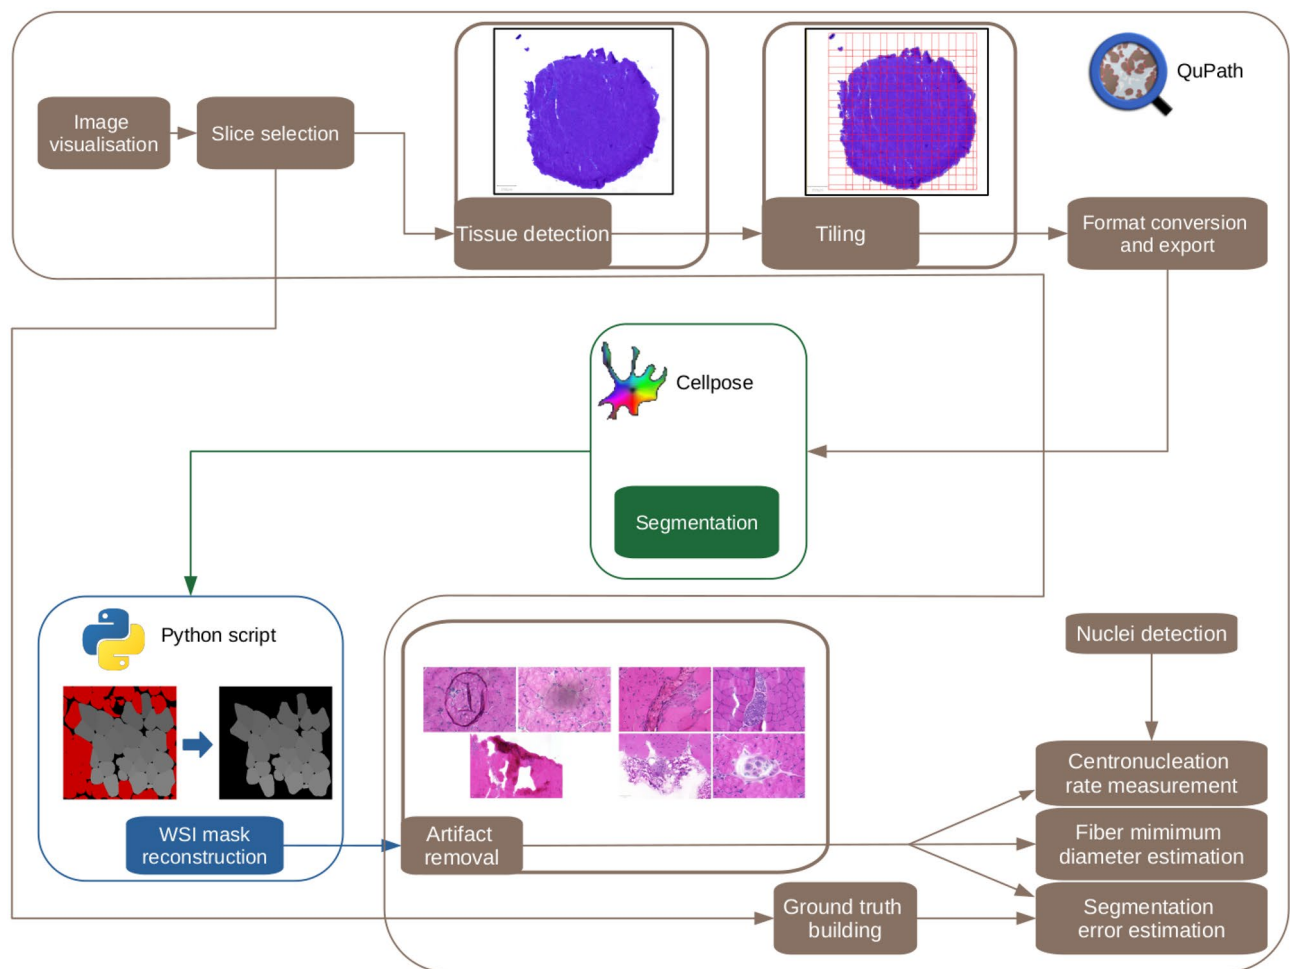 QuPath
Image
visualisation
Slice selection
Tissue detection
Tiling
Format conversion
and export
Cellpose
Segmentation
Python script
WSI mask
reconstruction
Artifact
removal
Nuclei detection
Centronucleation
rate measurement
Fiber mimimum
diameter estimation
Ground truth
building
Segmentation
error estimation